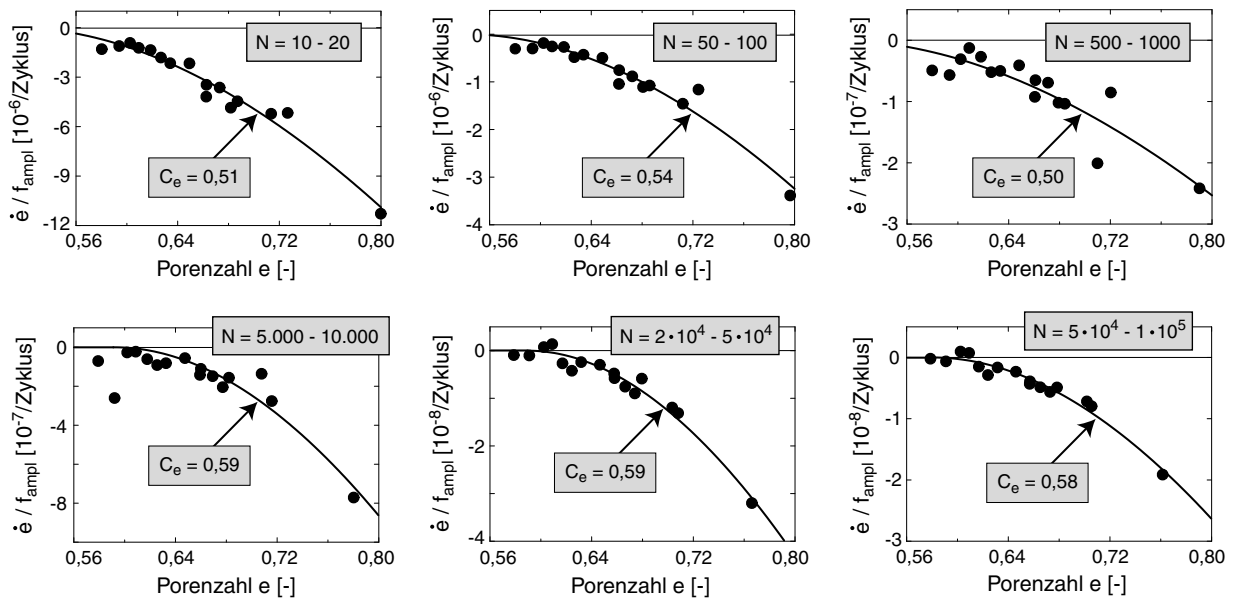 N = 10 - 20
ė / f_ampl [10⁻⁶/Zyklus]
0
-3
-6
-9
-12
C_e = 0,51
0,56 0,64 0,72 0,80
Porenzahl e [-]
N = 50 - 100
ė / f_ampl [10⁻⁶/Zyklus]
0
-1
-2
-3
-4
C_e = 0,54
0,56 0,64 0,72 0,80
Porenzahl e [-]
N = 500 - 1000
ė / f_ampl [10⁻⁷/Zyklus]
0
-1
-2
-3
C_e = 0,50
0,56 0,64 0,72 0,80
Porenzahl e [-]
N = 5.000 - 10.000
ė / f_ampl [10⁻⁷/Zyklus]
0
-4
-8
C_e = 0,59
0,56 0,64 0,72 0,80
Porenzahl e [-]
N = 2•10⁴ - 5•10⁴
ė / f_ampl [10⁻⁸/Zyklus]
0
-2
-4
C_e = 0,59
0,56 0,64 0,72 0,80
Porenzahl e [-]
N = 5•10⁴ - 1•10⁵
ė / f_ampl [10⁻⁸/Zyklus]
0
-1
-2
-3
C_e = 0,58
0,56 0,64 0,72 0,80
Porenzahl e [-]